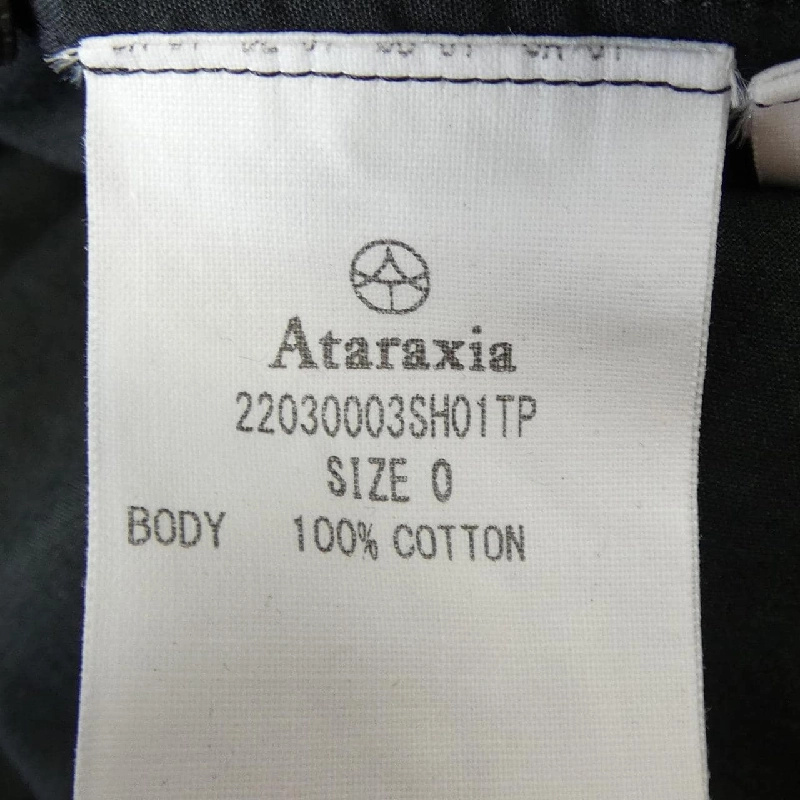 Ataraxia
22030003SH01TP
SIZE 0
BODY 100% COTTON